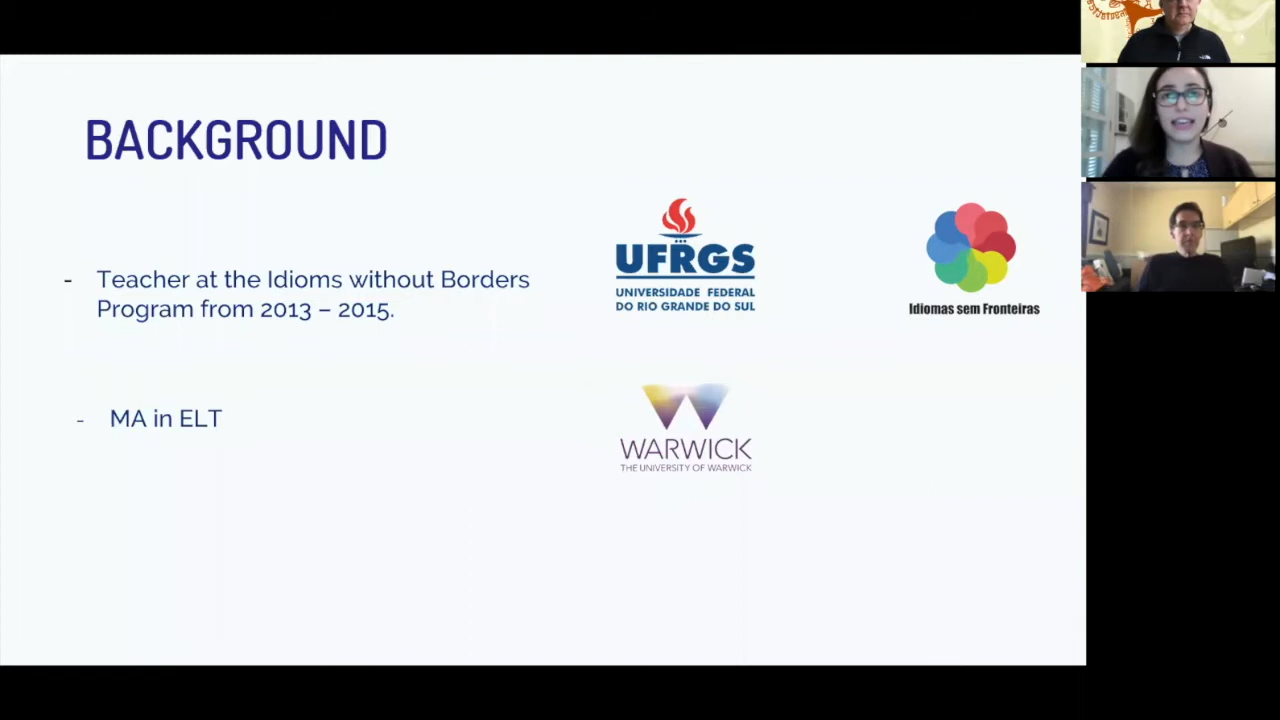 BACKGROUND
- Teacher at the Idioms without Borders
Program from 2013 – 2015.
UFRGS
UNIVERSIDADE FEDERAL
DO RIO GRANDE DO SUL
Idiomas sem Fronteiras
- MA in ELT
WARWICK
THE UNIVERSITY OF WARWICK